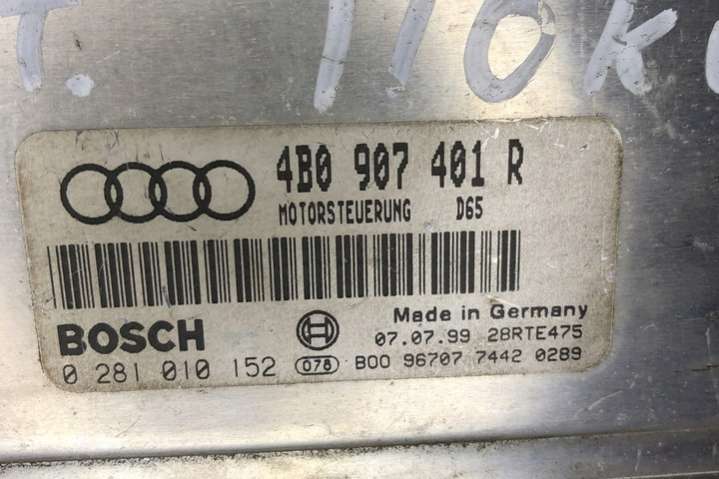 T. 110k
4B0 907 401 R
MOTORSTEUERUNG D65
Made in Germany
BOSCH 07.07.99 28RTE475
0 281 010 152 078 B00 96707 7442 0289